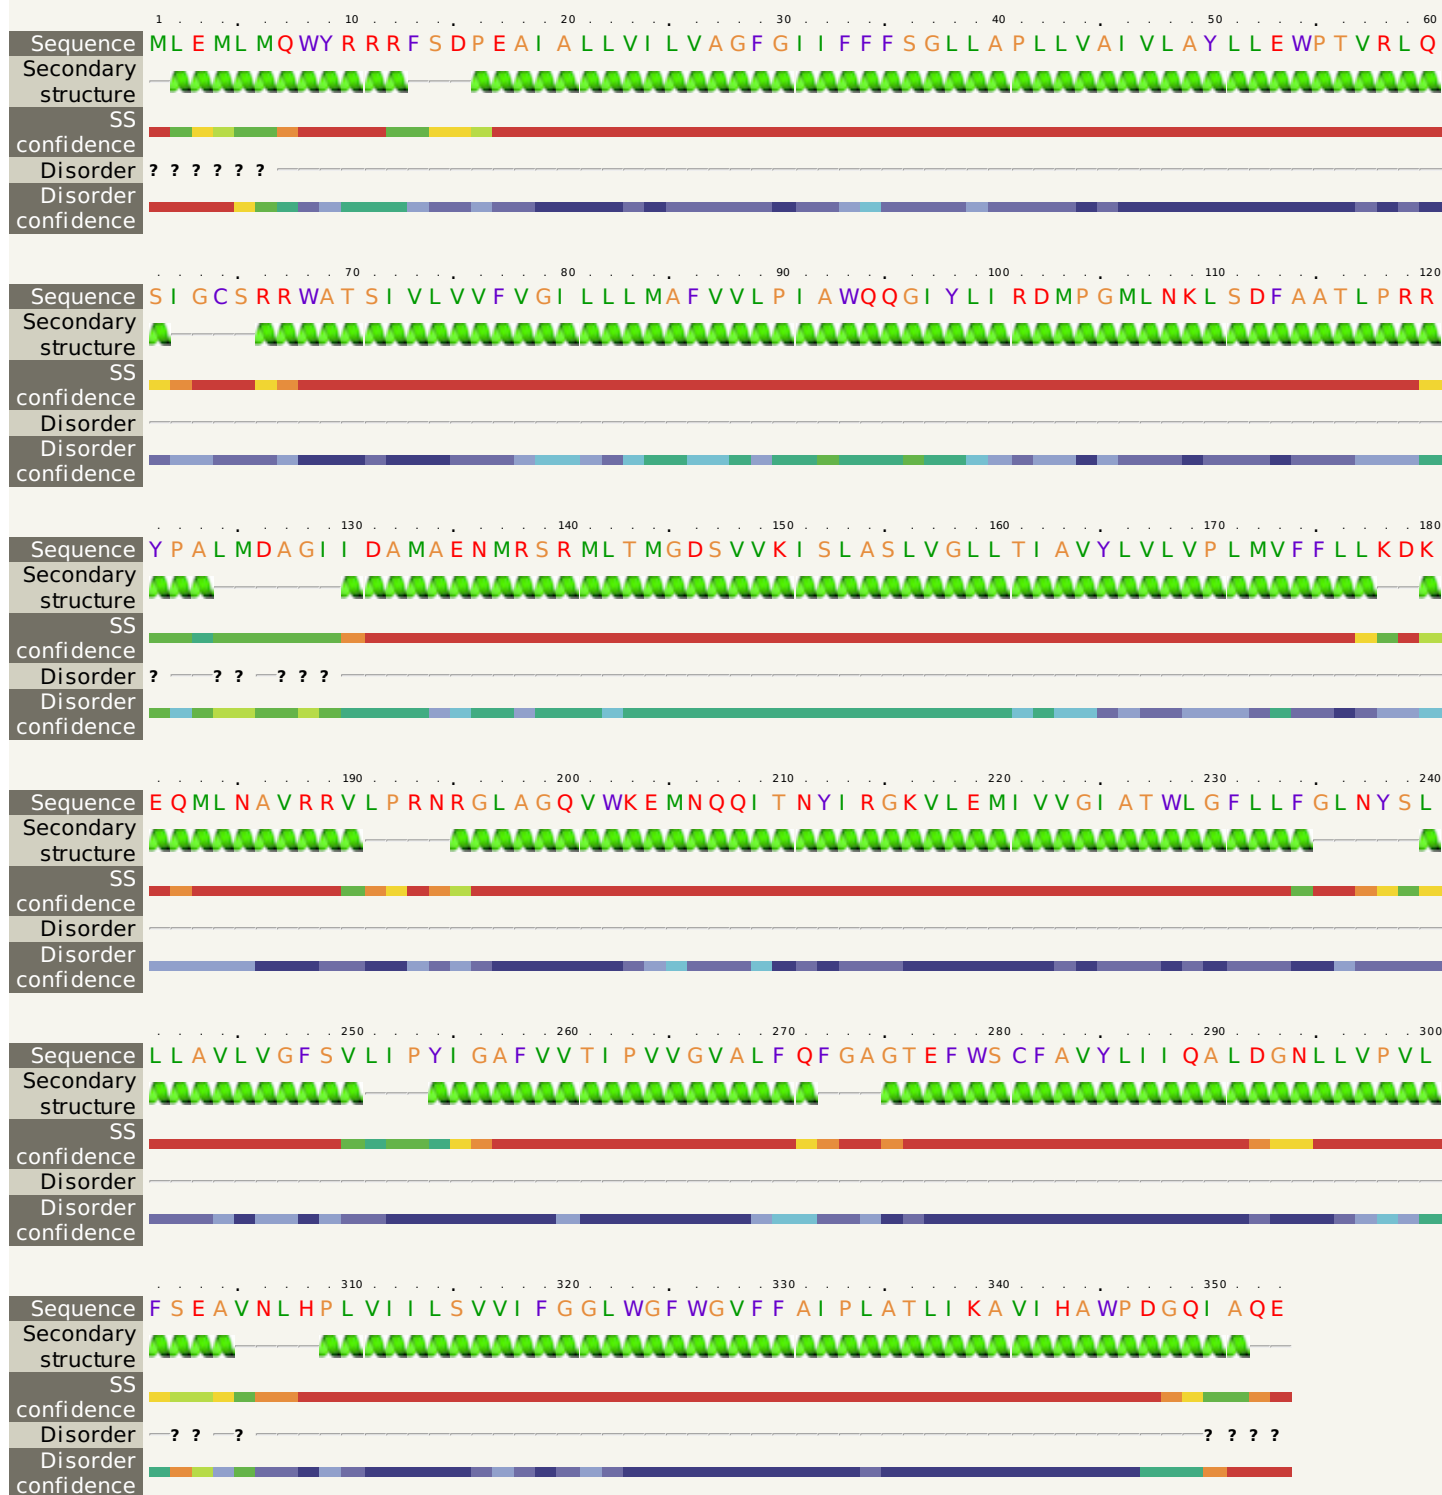 1 10 20 30 40 50 60
Sequence MLEMLMQWYRRRFSDPEAIALLVILVAGFGIIFFFSGLLAPLLVAIVLAYLLEWPTVRLQ
Secondary
structure
SS
confidence
Disorder ? ? ? ? ? ?
Disorder
confidence
70 80 90 100 110 120
Sequence SIGCSRRWATSIVLVVFVGILLLMAFVVLPIAWQQGIYLIRDMPGMLNKLSDFAATLPRR
Secondary
structure
SS
confidence
Disorder
Disorder
confidence
130 140 150 160 170 180
Sequence YPALMDAGIIDAMAENMRSRMLTMGDSVVKISLASLVGLLTIAVYLVLVPLMVFFLLKDK
Secondary
structure
SS
confidence
Disorder ? ? ? ? ? ?
Disorder
confidence
190 200 210 220 230 240
Sequence EQMLNAVRRVLPRNRGLAGQVWKEMNQQITNYIRGKVLEMIVVGIATWLGFLLFGLNYSL
Secondary
structure
SS
confidence
Disorder
Disorder
confidence
250 260 270 280 290 300
Sequence LLAVLVGFSVLIPYIGAFVVTIPVVGVALFQFGAGTEFWSCFAVYLIIQALDGNLLVPVL
Secondary
structure
SS
confidence
Disorder
Disorder
confidence
310 320 330 340 350
Sequence FSEAVNLHPLVIILSVVIFGGLWGFWGVFFAIPLATLIKAVIHAWPDGQIAQE
Secondary
structure
SS
confidence
Disorder ? ? ? ? ? ? ?
Disorder
confidence